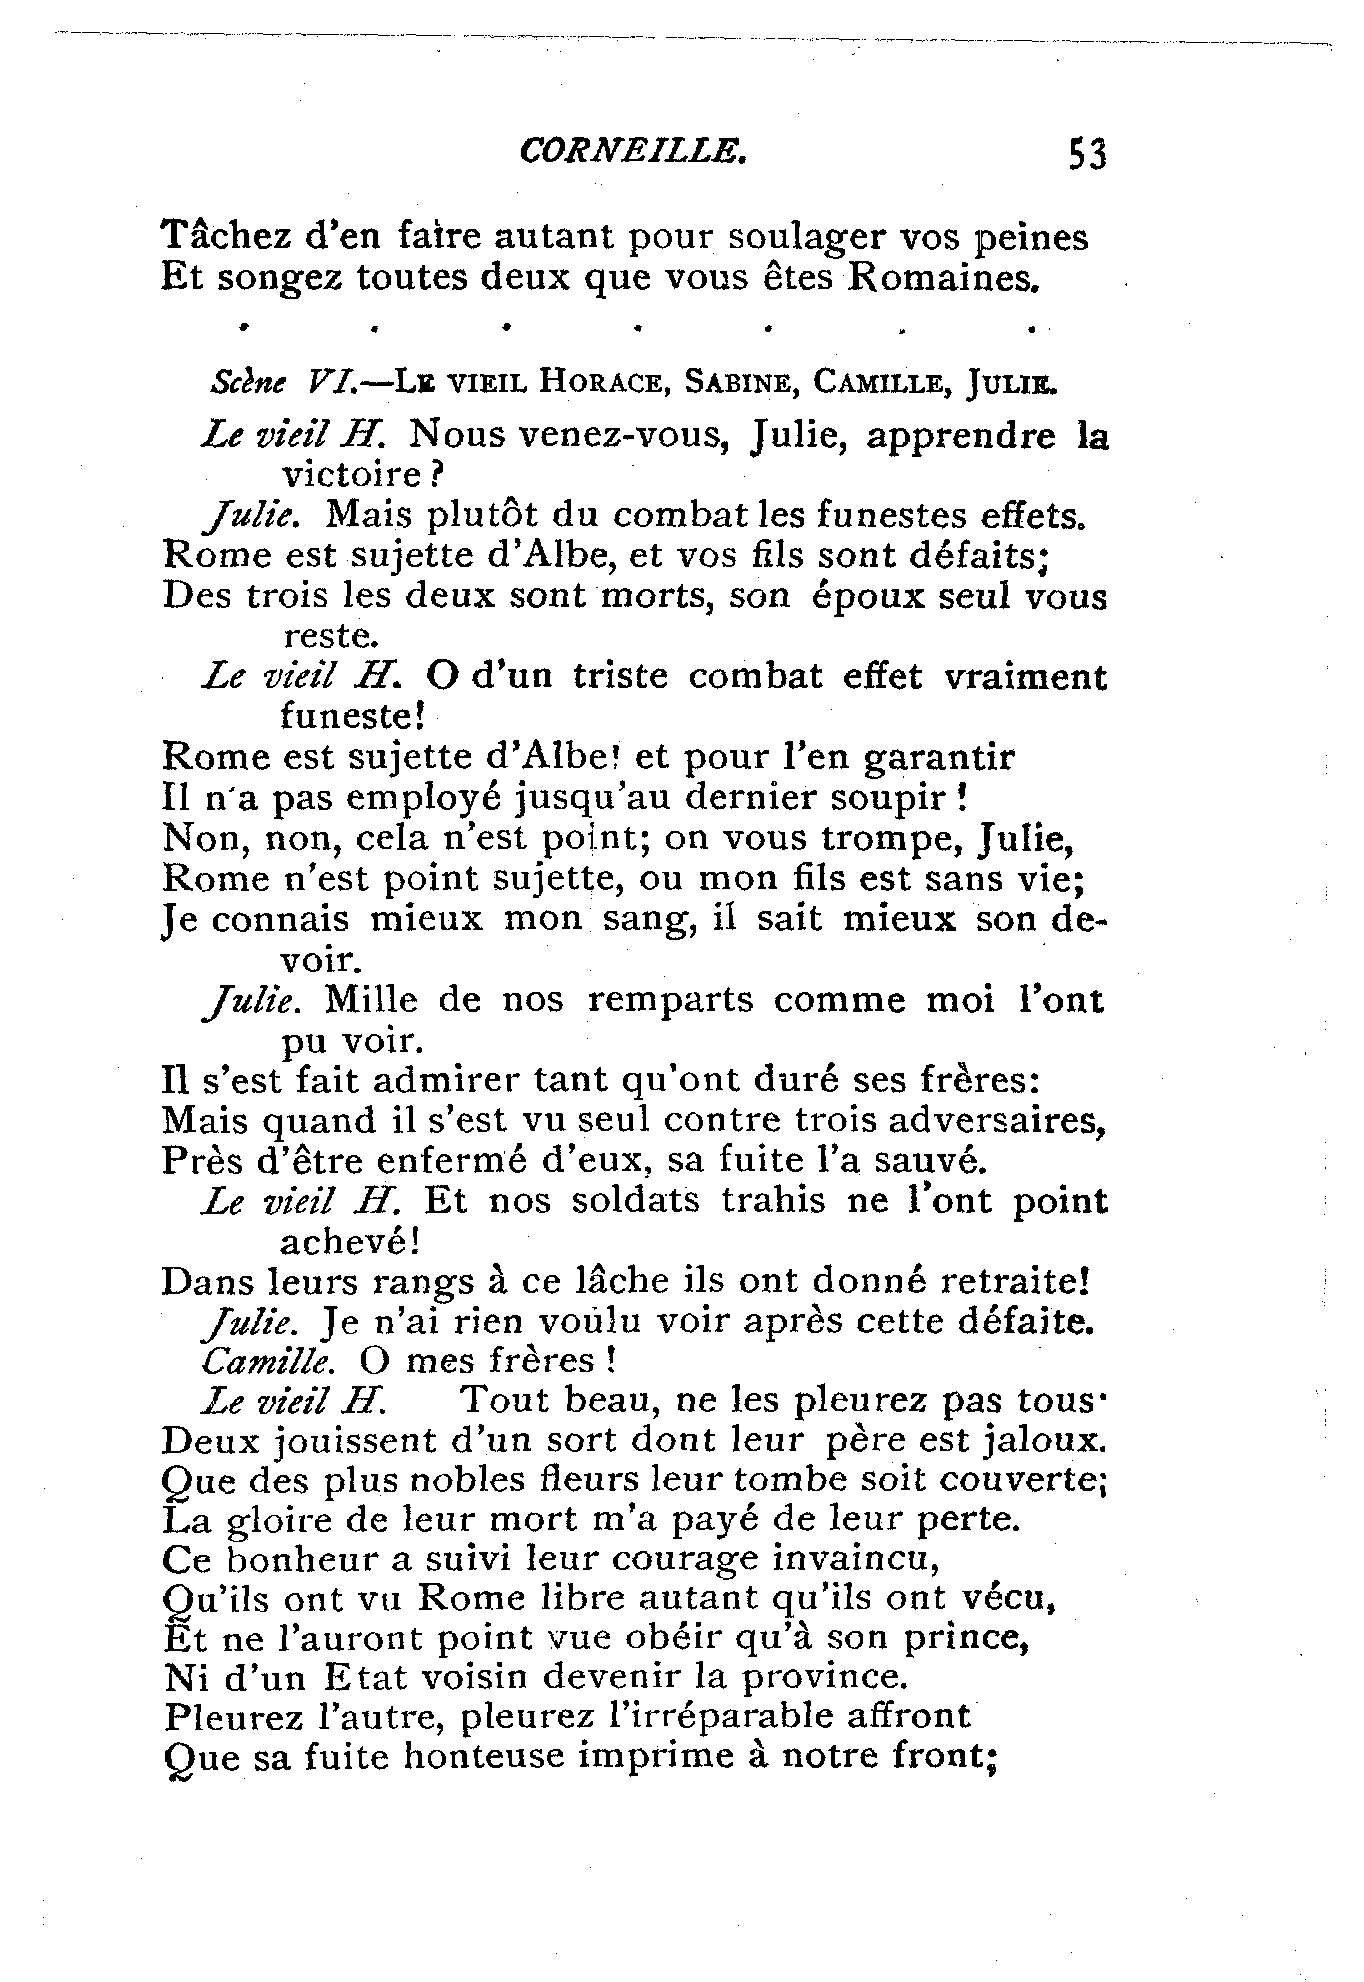 CORNEILLE. 53
Tâchez d'en faire autant pour soulager vos peines
Et songez toutes deux que vous êtes Romaines.
. . . . . . .
Scène VI.—LE VIEIL HORACE, SABINE, CAMILLE, JULIE.
Le vieil H. Nous venez-vous, Julie, apprendre la
victoire ?
Julie. Mais plutôt du combat les funestes effets.
Rome est sujette d'Albe, et vos fils sont défaits;
Des trois les deux sont morts, son époux seul vous
reste.
Le vieil H. O d'un triste combat effet vraiment
funeste!
Rome est sujette d'Albe! et pour l'en garantir
Il n'a pas employé jusqu'au dernier soupir !
Non, non, cela n'est point; on vous trompe, Julie,
Rome n'est point sujette, ou mon fils est sans vie;
Je connais mieux mon sang, il sait mieux son de-
voir.
Julie. Mille de nos remparts comme moi l'ont
pu voir.
Il s'est fait admirer tant qu'ont duré ses frères:
Mais quand il s'est vu seul contre trois adversaires,
Près d'être enfermé d'eux, sa fuite l'a sauvé.
Le vieil H. Et nos soldats trahis ne l'ont point
achevé!
Dans leurs rangs à ce lâche ils ont donné retraite!
Julie. Je n'ai rien voulu voir après cette défaite.
Camille. O mes frères !
Le vieil H. Tout beau, ne les pleurez pas tous·
Deux jouissent d'un sort dont leur père est jaloux.
Que des plus nobles fleurs leur tombe soit couverte;
La gloire de leur mort m'a payé de leur perte.
Ce bonheur a suivi leur courage invaincu,
Qu'ils ont vu Rome libre autant qu'ils ont vécu,
Et ne l'auront point vue obéir qu'à son prince,
Ni d'un Etat voisin devenir la province.
Pleurez l'autre, pleurez l'irréparable affront
Que sa fuite honteuse imprime à notre front;